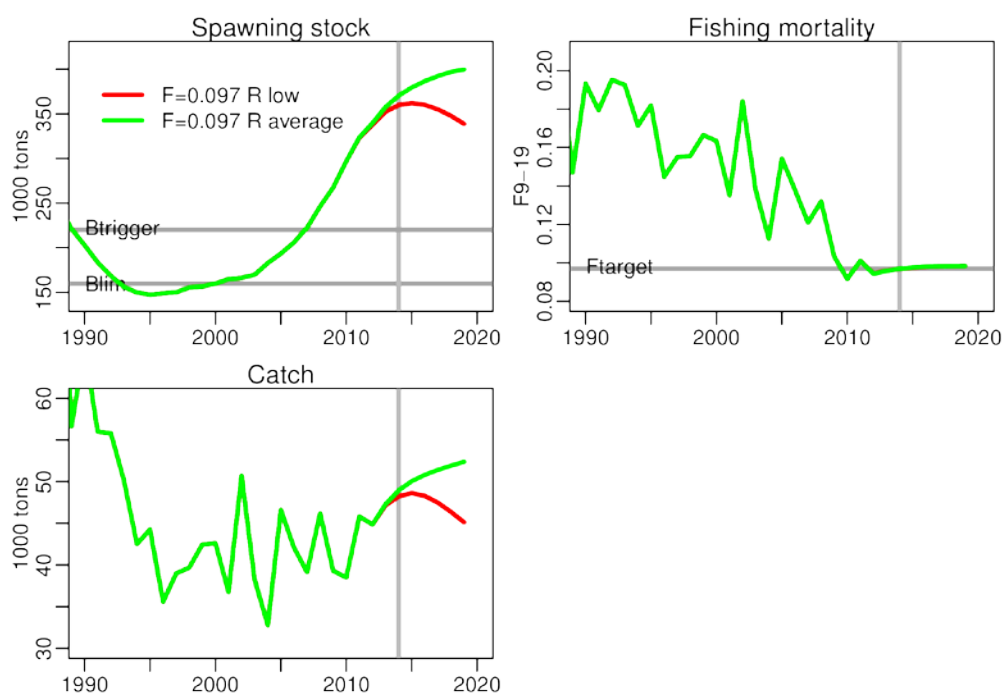 Spawning stock
1000 tons
350
250
150
F=0.097 R low
F=0.097 R average
Btrigger
Blim
1990 2000 2010 2020
Fishing mortality
F9−19
0.20
0.16
0.12
0.08
Ftarget
1990 2000 2010 2020
Catch
1000 tons
60
50
40
30
1990 2000 2010 2020